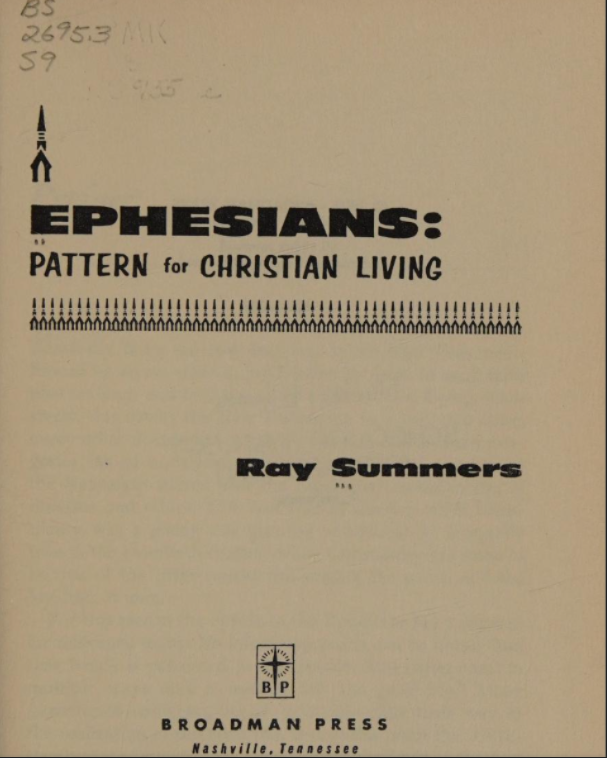 BS
2695.3
S9
EPHESIANS:
PATTERN for CHRISTIAN LIVING
Ray Summers
B P
BROADMAN PRESS
Nashville, Tennessee